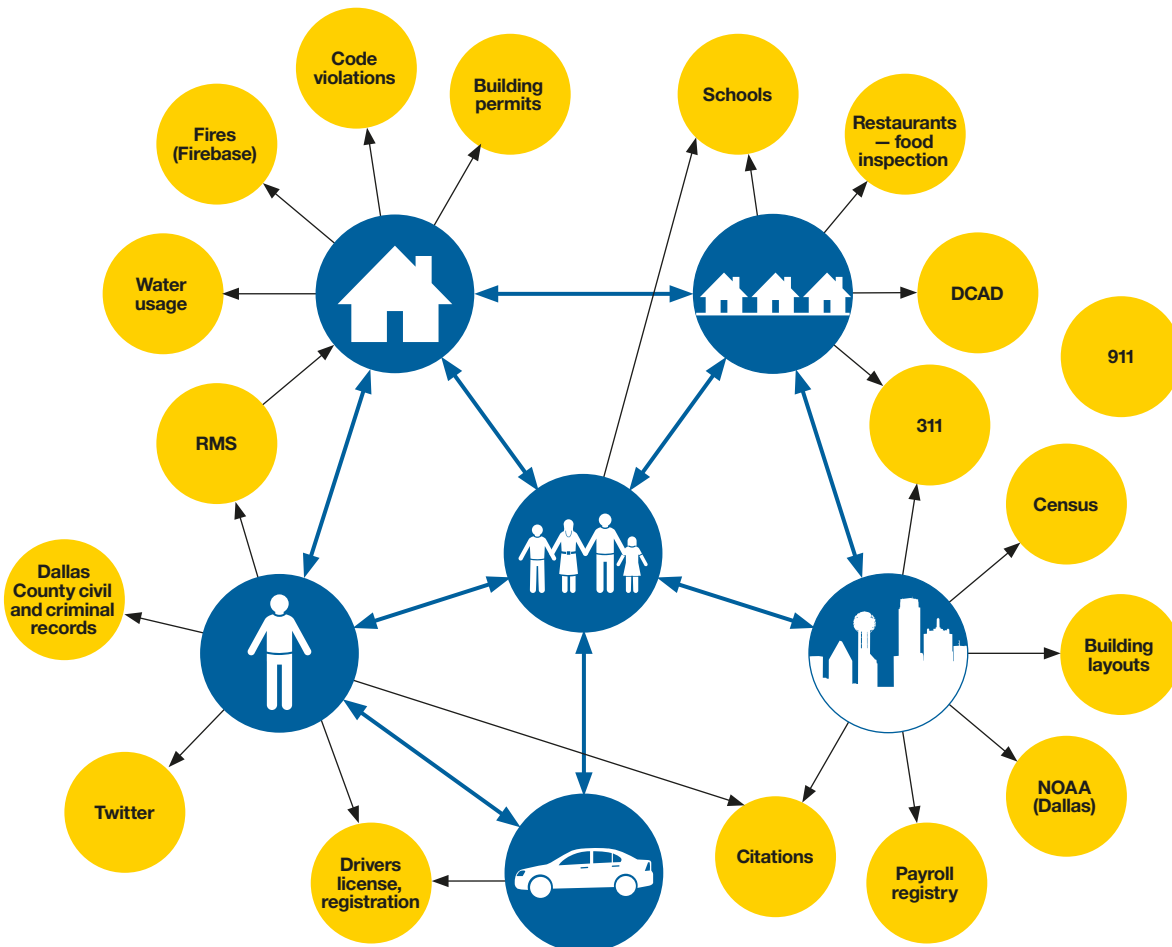 Code
violations
Building
permits
Schools
Fires
(Firebase)
Restaurants
— food
inspection
Water
usage
DCAD
911
RMS
311
Census
Dallas
County civil
and criminal
records
Building
layouts
Twitter
NOAA
(Dallas)
Drivers
license,
registration
Citations
Payroll
registry